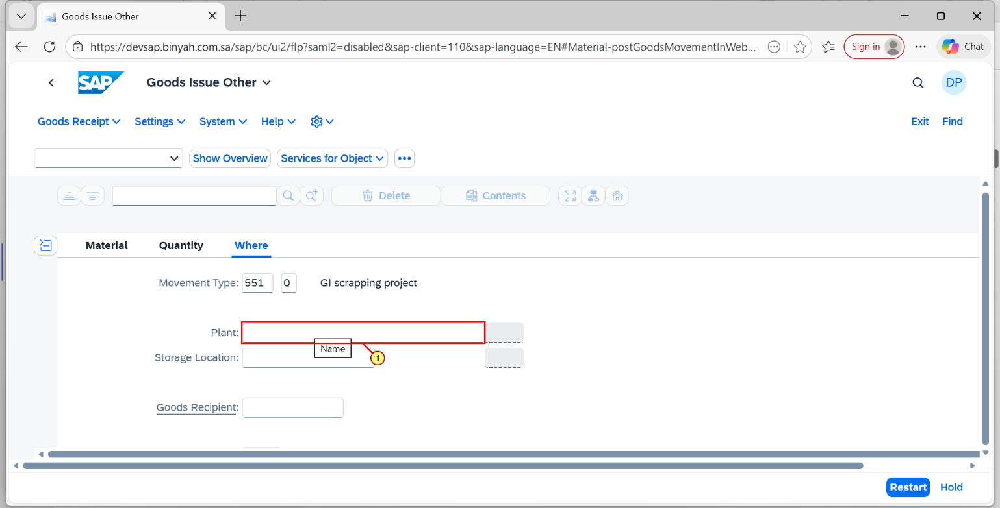 Goods Issue Other
https://devsap.binyah.com.sa/sap/bc/ui2/flp?saml2=disabled&sap-client=110&sap-language=EN#Material-postGoodsMovementInWeb...
Sign in
Chat
SAP
Goods Issue Other
DP
Goods Receipt
Settings
System
Help
Exit
Find
Show Overview
Services for Object
Delete
Contents
Material
Quantity
Where
Movement Type: 551 Q GI scrapping project
Plant:
Name
1
Storage Location:
Goods Recipient:
Restart
Hold